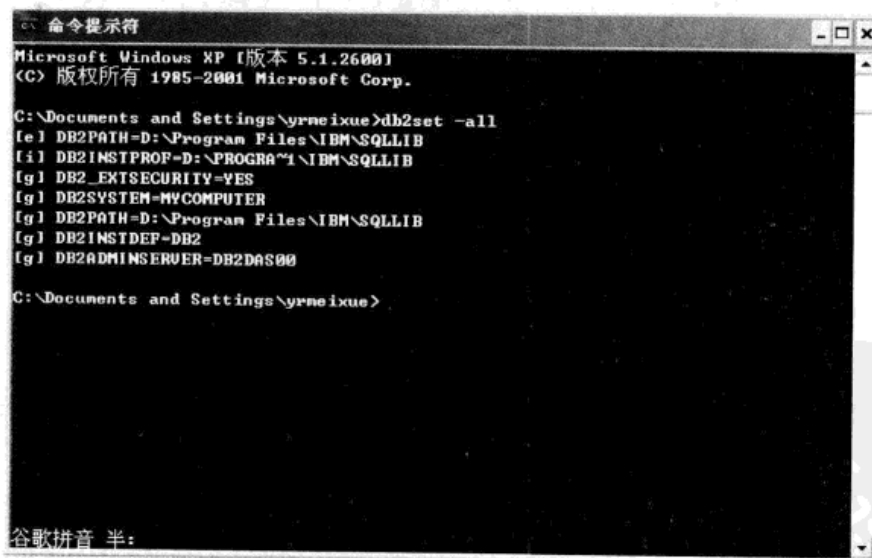 命令提示符
Microsoft Windows XP [版本 5.1.2600]
(C) 版权所有 1985-2001 Microsoft Corp.
C:\Documents and Settings\yrmeixue>db2set -all
[e] DB2PATH=D:\Program Files\IBM\SQLLIB
[i] DB2INSTPROF=D:\PROGRA~1\IBM\SQLLIB
[g] DB2_EXTSECURITY=YES
[g] DB2SYSTEM=MYCOMPUTER
[g] DB2PATH=D:\Program Files\IBM\SQLLIB
[g] DB2INSTDEF=DB2
[g] DB2ADMINSERVER=DB2DAS00
C:\Documents and Settings\yrmeixue>
谷歌拼音 半: